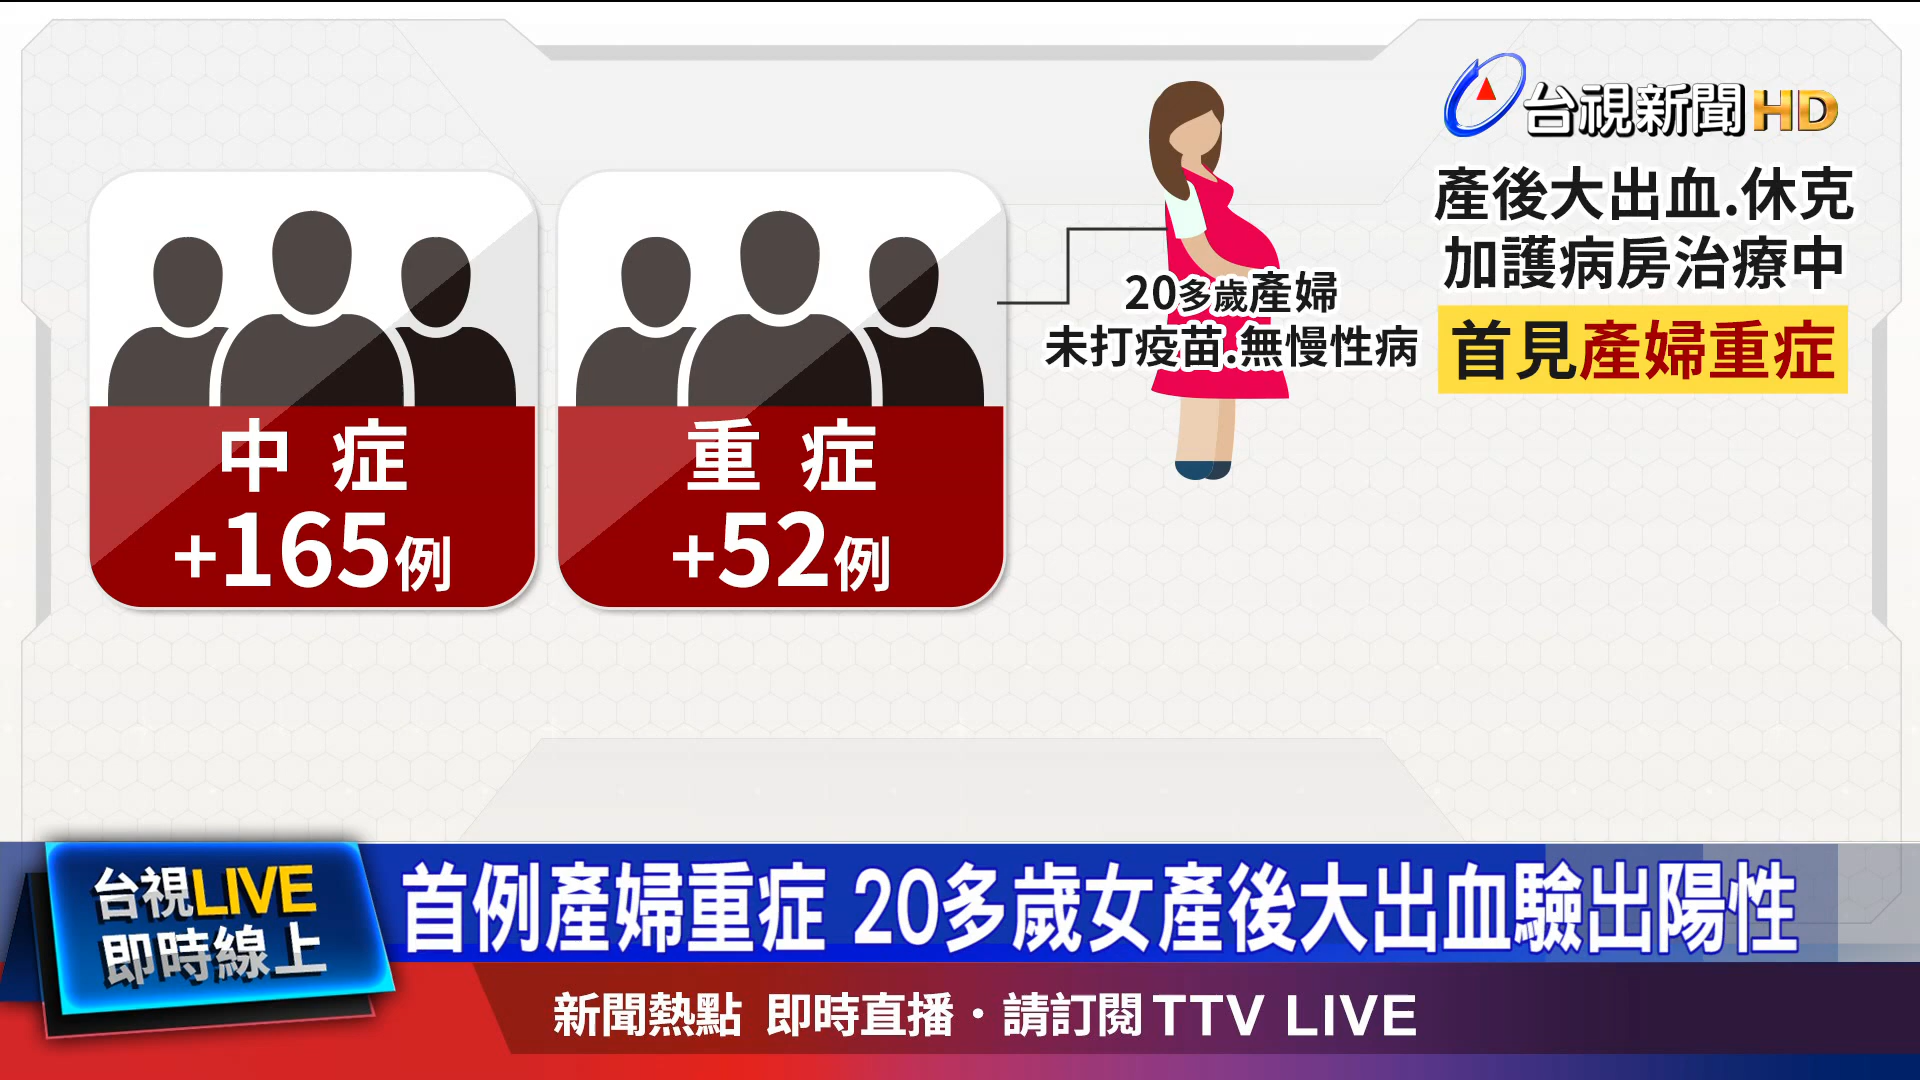 台視新聞HD
產後大出血.休克
加護病房治療中
首見產婦重症
20多歲產婦
未打疫苗.無慢性病
中症
+165例
重症
+52例
台視LIVE
即時線上
首例產婦重症 20多歲女產後大出血驗出陽性
新聞熱點 即時直播・請訂閱TTV LIVE